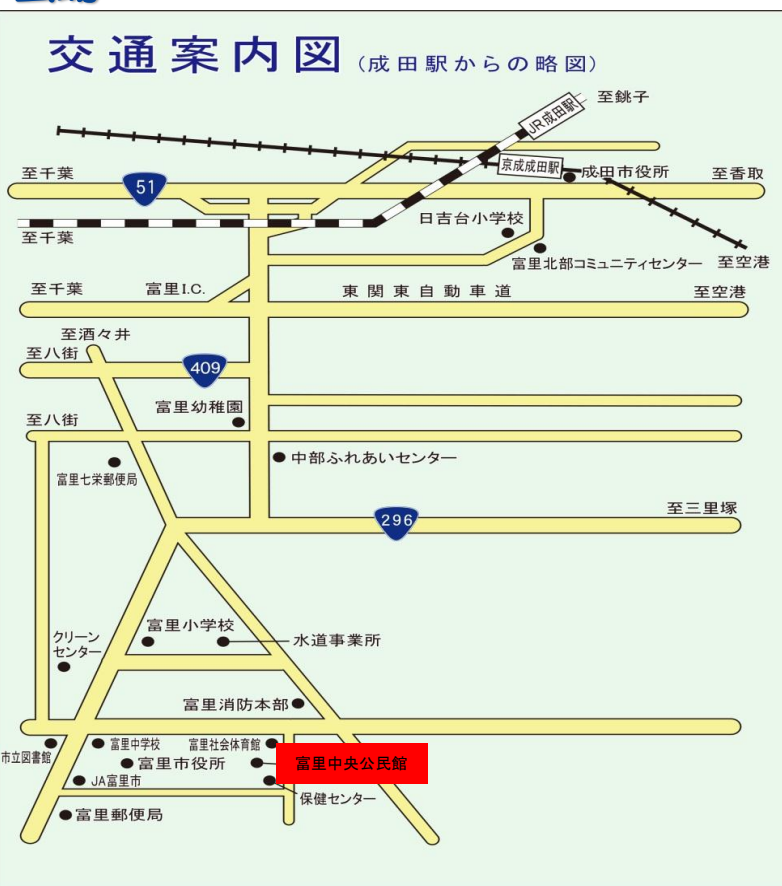 交通案内図(成田駅からの略図)
至銚子
JR成田駅
京成成田駅
成田市役所
至千葉
51
至香取
日吉台小学校
至千葉
富里北部コミュニティセンター
至空港
至千葉
富里I.C.
東関東自動車道
至空港
至酒々井
至八街
409
富里幼稚園
至八街
中部ふれあいセンター
富里七栄郵便局
至三里塚
296
富里小学校
クリーン
センター
水道事業所
富里消防本部
市立図書館
富里中学校
富里社会体育館
富里市役所
富里中央公民館
JA富里市
保健センター
富里郵便局